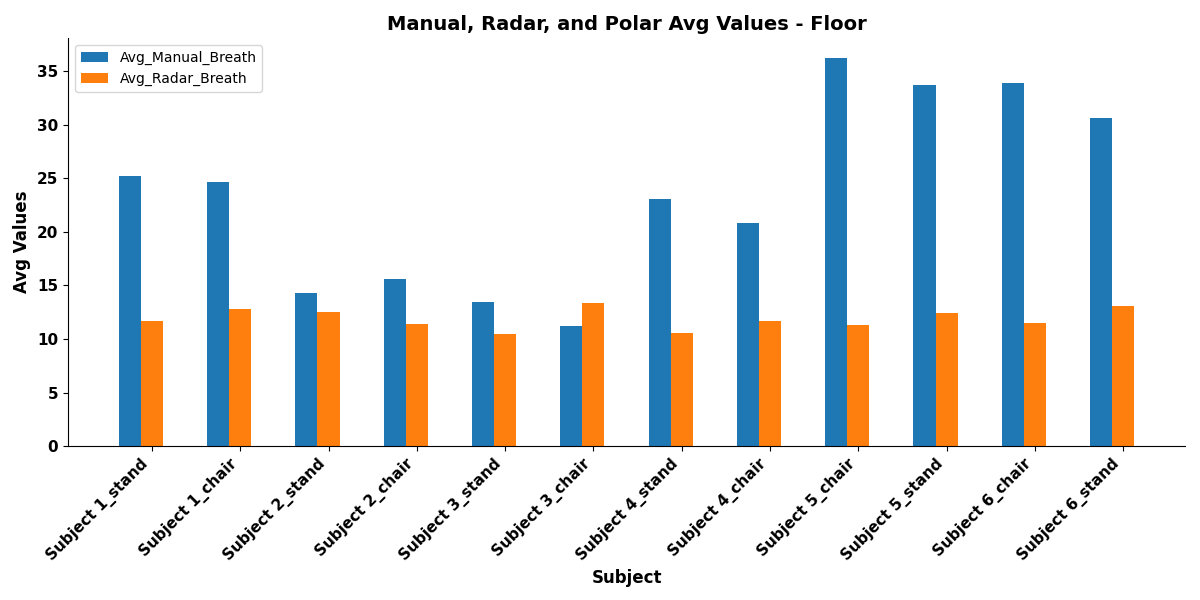 Manual, Radar, and Polar Avg Values - Floor
Avg_Manual_Breath
Avg_Radar_Breath
Avg Values
35
30
25
20
15
10
5
0
Subject 1_stand
Subject 1_chair
Subject 2_stand
Subject 2_chair
Subject 3_stand
Subject 3_chair
Subject 4_stand
Subject 4_chair
Subject 5_chair
Subject 5_stand
Subject 6_chair
Subject 6_stand
Subject